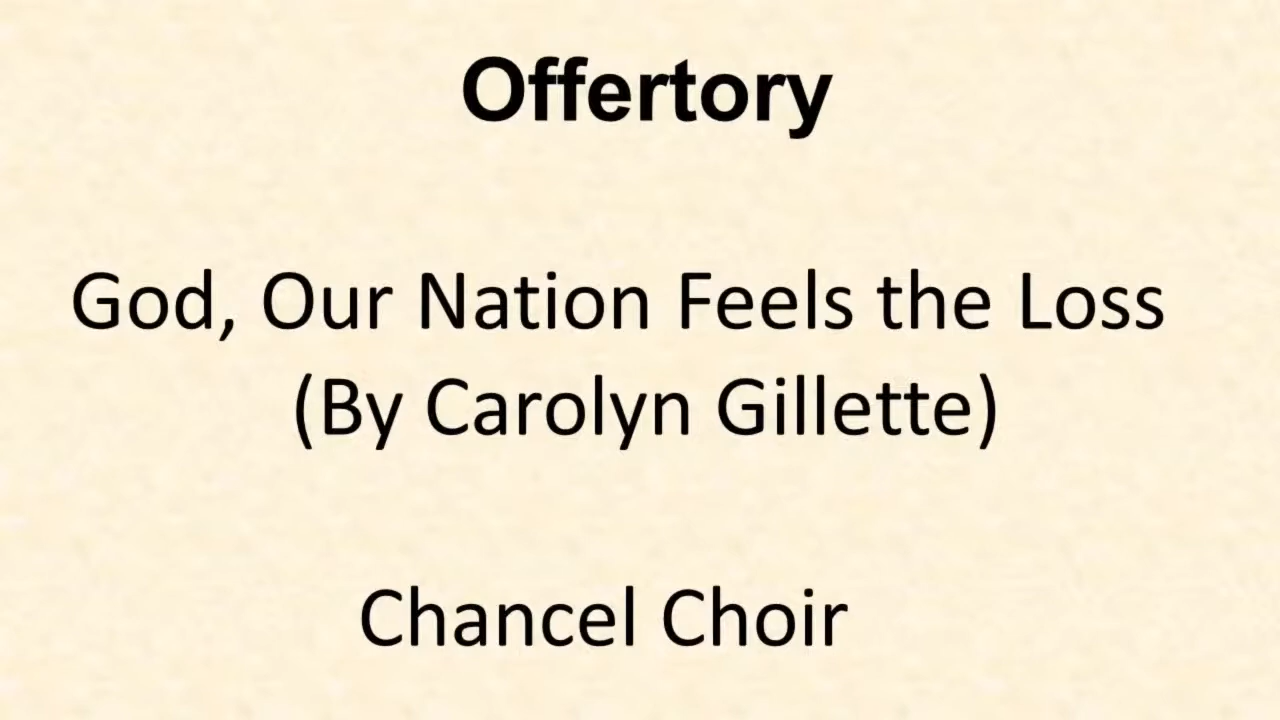 Offertory
God, Our Nation Feels the Loss
(By Carolyn Gillette)
Chancel Choir